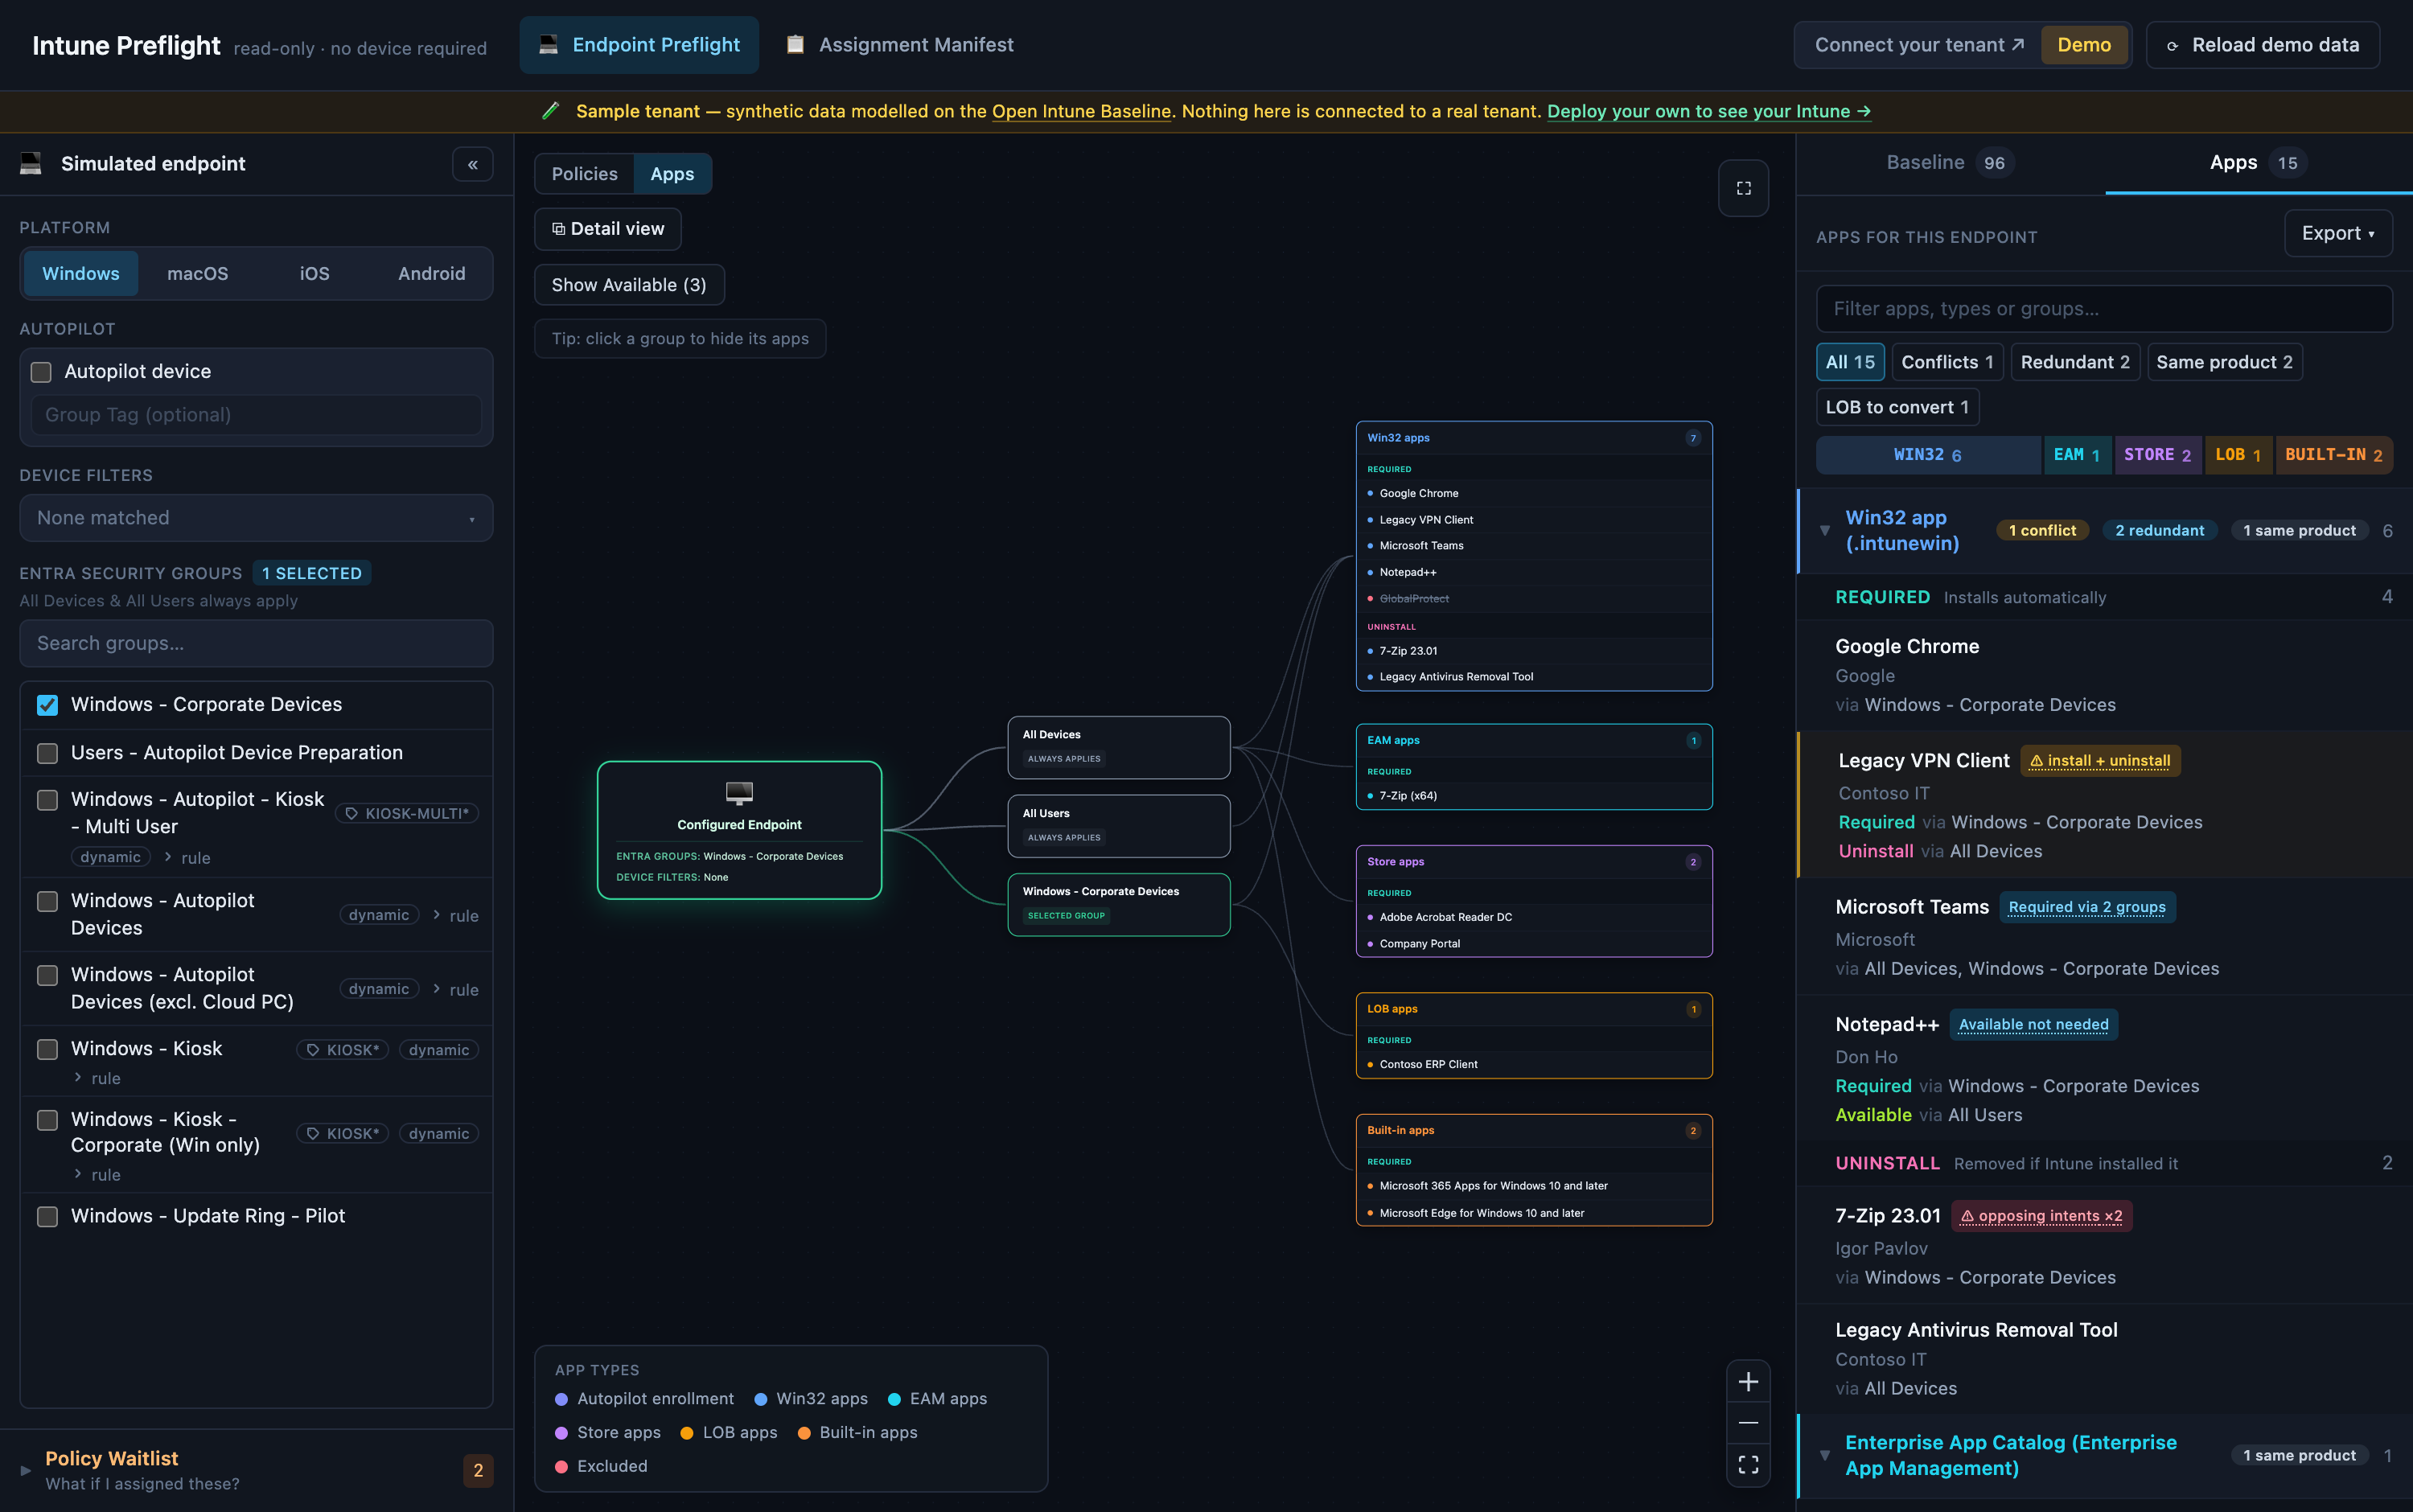 Intune Preflight read-only · no device required
Endpoint Preflight
Assignment Manifest
Connect your tenant ↗ Demo
Reload demo data
Sample tenant — synthetic data modelled on the Open Intune Baseline. Nothing here is connected to a real tenant. Deploy your own to see your Intune →
Simulated endpoint
«
PLATFORM
Windows macOS iOS Android
AUTOPILOT
Autopilot device
Group Tag (optional)
DEVICE FILTERS
None matched
ENTRA SECURITY GROUPS 1 SELECTED
All Devices & All Users always apply
Search groups...
Windows - Corporate Devices
Users - Autopilot Device Preparation
Windows - Autopilot - Kiosk
- Multi User
KIOSK-MULTI*
dynamic > rule
Windows - Autopilot
Devices
dynamic > rule
Windows - Autopilot
Devices (excl. Cloud PC)
dynamic > rule
Windows - Kiosk KIOSK* dynamic
> rule
Windows - Kiosk -
Corporate (Win only)
KIOSK* dynamic
> rule
Windows - Update Ring - Pilot
Policy Waitlist
What if I assigned these?
2
Policies Apps
Detail view
Show Available (3)
Tip: click a group to hide its apps
Configured Endpoint
ENTRA GROUPS: Windows - Corporate Devices
DEVICE FILTERS: None
All Devices
ALWAYS APPLIES
All Users
ALWAYS APPLIES
Windows - Corporate Devices
SELECTED GROUP
Win32 apps 7
REQUIRED
Google Chrome
Legacy VPN Client
Microsoft Teams
Notepad++
GlobalProtect
UNINSTALL
7-Zip 23.01
Legacy Antivirus Removal Tool
EAM apps 1
REQUIRED
7-Zip (x64)
Store apps 2
REQUIRED
Adobe Acrobat Reader DC
Company Portal
LOB apps 1
REQUIRED
Contoso ERP Client
Built-in apps 2
REQUIRED
Microsoft 365 Apps for Windows 10 and later
Microsoft Edge for Windows 10 and later
APP TYPES
Autopilot enrollment Win32 apps EAM apps
Store apps LOB apps Built-in apps
Excluded
Baseline 96
Apps 15
APPS FOR THIS ENDPOINT
Export ▾
Filter apps, types or groups...
All 15 Conflicts 1 Redundant 2 Same product 2
LOB to convert 1
WIN32 6 EAM 1 STORE 2 LOB 1 BUILT-IN 2
Win32 app
(.intunewin)
1 conflict 2 redundant 1 same product 6
REQUIRED Installs automatically 4
Google Chrome
Google
via Windows - Corporate Devices
Legacy VPN Client ⚠ install + uninstall
Contoso IT
Required via Windows - Corporate Devices
Uninstall via All Devices
Microsoft Teams Required via 2 groups
Microsoft
via All Devices, Windows - Corporate Devices
Notepad++ Available not needed
Don Ho
Required via Windows - Corporate Devices
Available via All Users
UNINSTALL Removed if Intune installed it 2
7-Zip 23.01 ⚠ opposing intents ×2
Igor Pavlov
via Windows - Corporate Devices
Legacy Antivirus Removal Tool
Contoso IT
via All Devices
Enterprise App Catalog (Enterprise
App Management)
1 same product 1